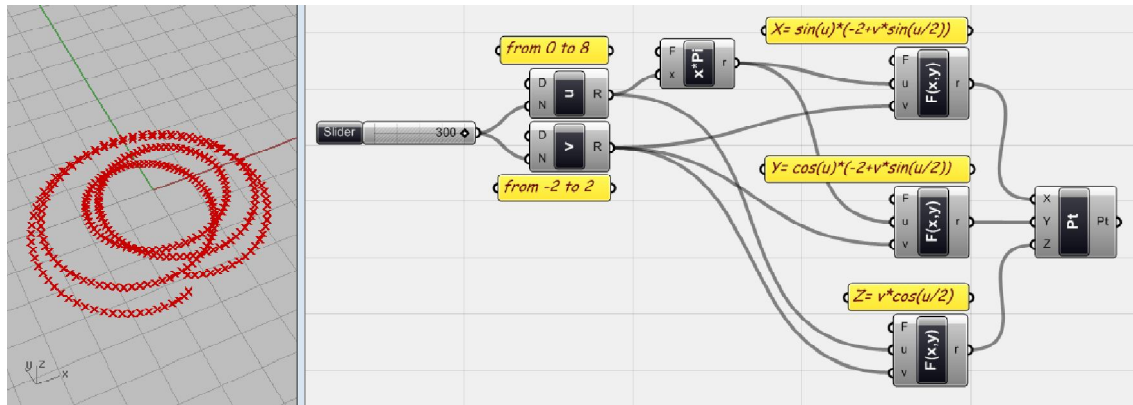 X= sin(u)*(-2+v*sin(u/2))
from 0 to 8
F
x
x*Pi
r
F
u
v
F(x,y)
r
D
N
u
R
Slider
300
D
N
v
R
from -2 to 2
Y= cos(u)*(-2+v*sin(u/2))
F
u
v
F(x,y)
r
X
Y
Z
Pt
Pt
Z= v*cos(u/2)
F
u
v
F(x,y)
r
y
z
x